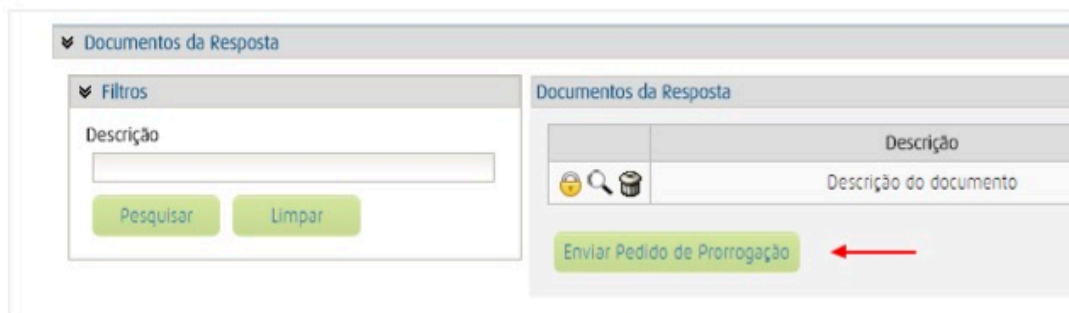 Documentos da Resposta
Filtros
Descrição
Pesquisar Limpar
Documentos da Resposta
Descrição
Descrição do documento
Enviar Pedido de Prorrogação